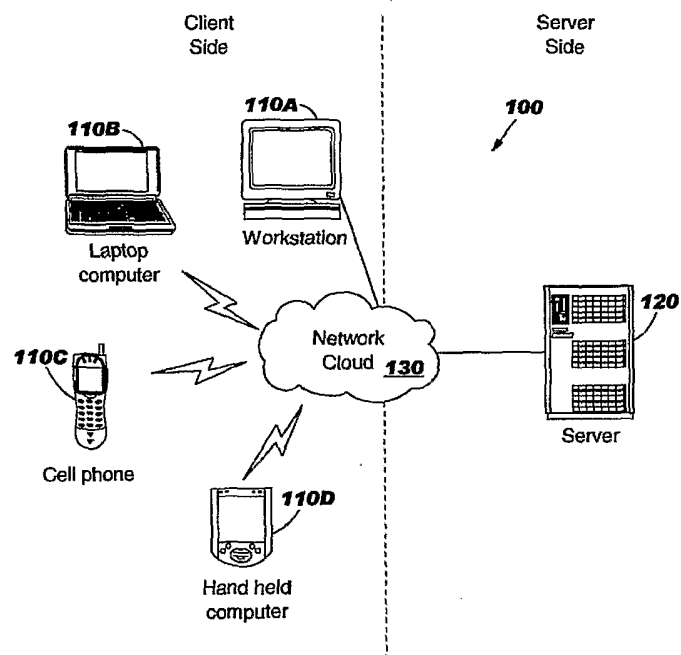 Client
Side
Server
Side
110A
110B
100
Laptop
computer
Workstation
120
Network
Cloud 130
110C
Server
Cell phone
110D
Hand held
computer